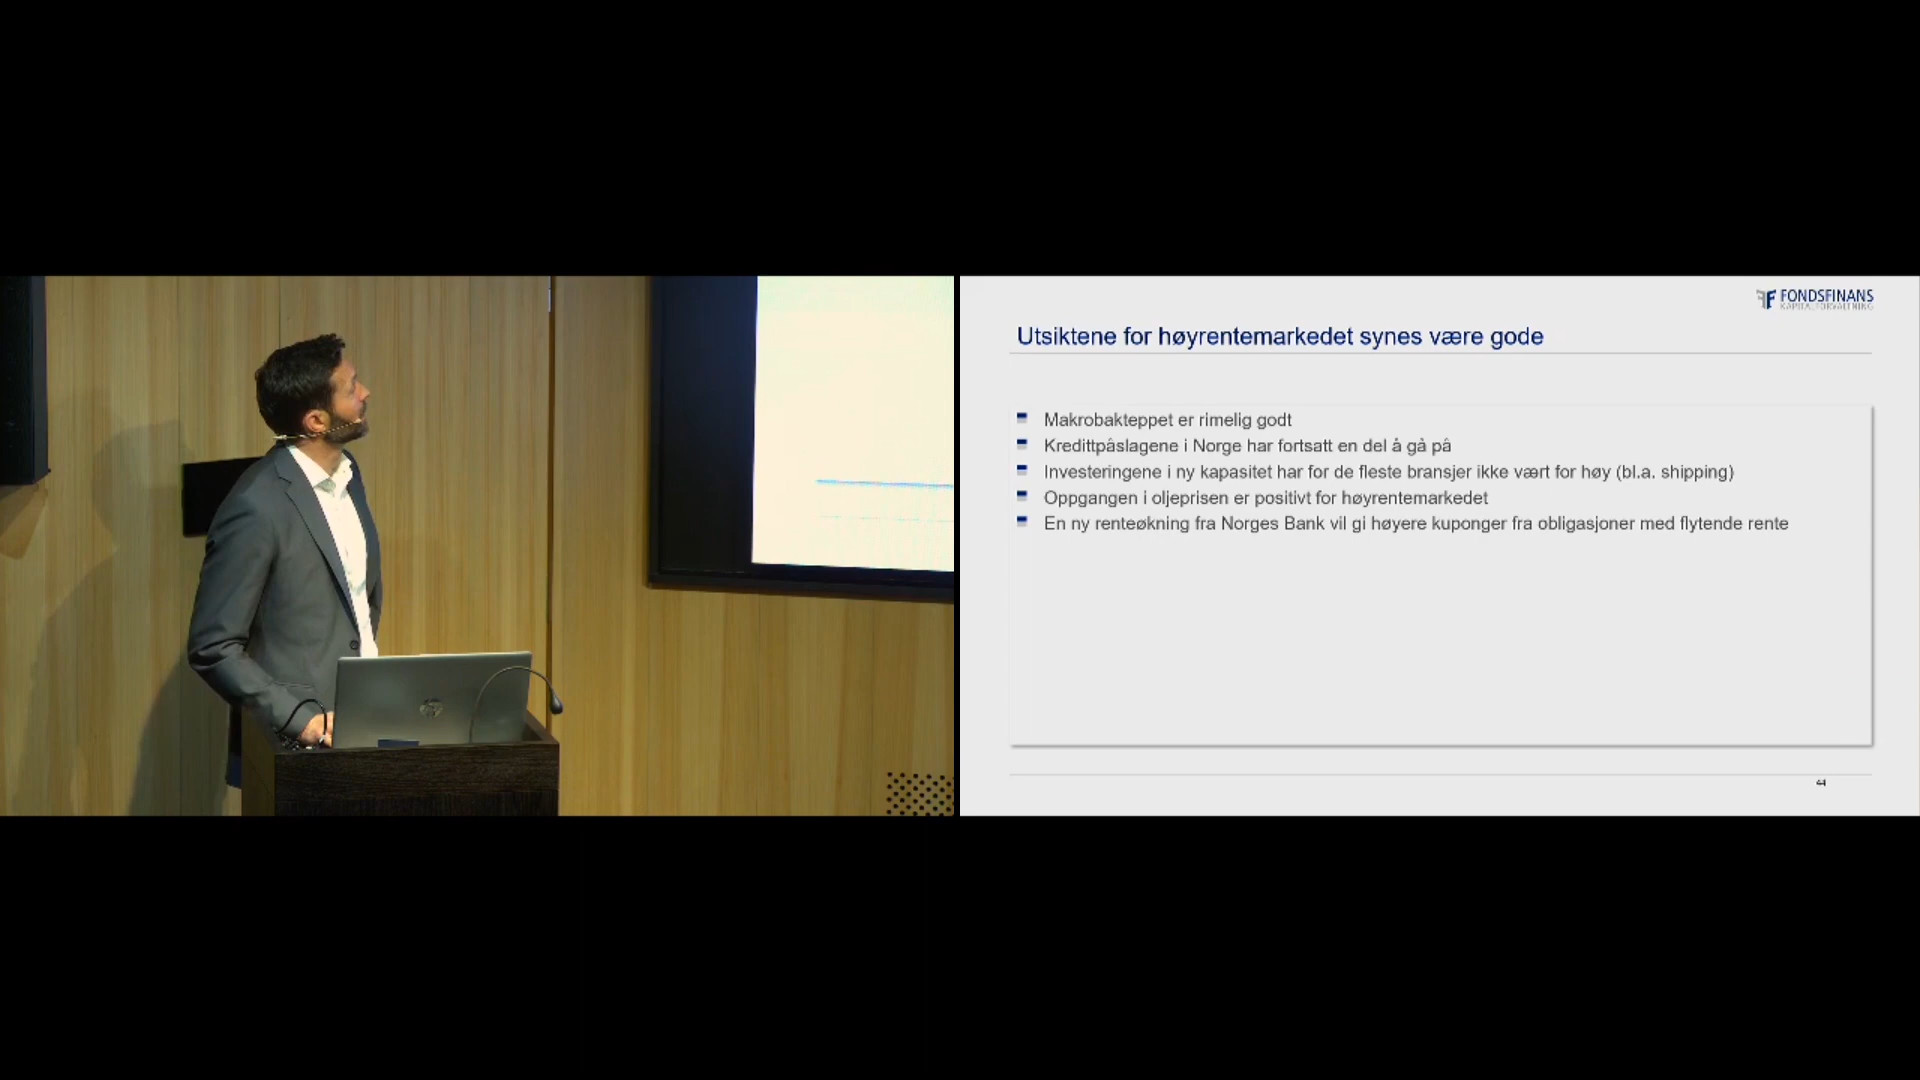 FONDSFINANS
KAPITALFORVALTNING
Utsiktene for høyrentemarkedet synes være gode
Makrobakteppet er rimelig godt
Kredittpåslagene i Norge har fortsatt en del å gå på
Investeringene i ny kapasitet har for de fleste bransjer ikke vært for høy (bl.a. shipping)
Oppgangen i oljeprisen er positivt for høyrentemarkedet
En ny renteøkning fra Norges Bank vil gi høyere kuponger fra obligasjoner med flytende rente
44
hp